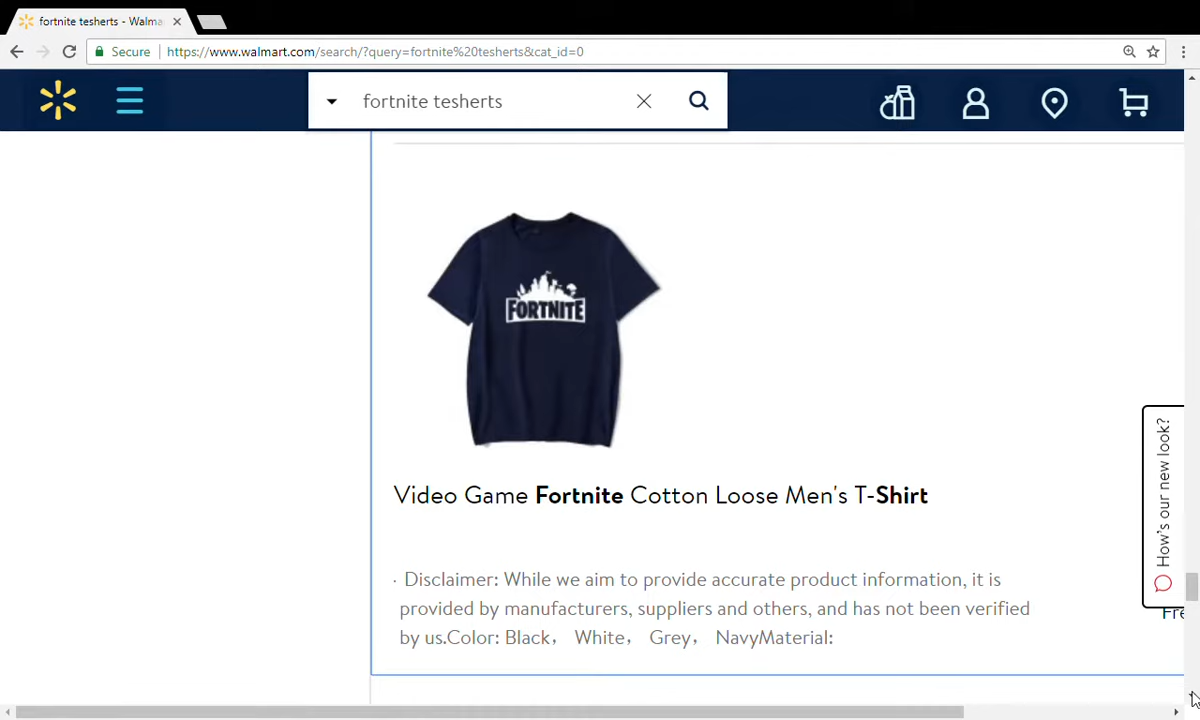 fortnite tesherts - Walma
Secure
https://www.walmart.com/search/?query=fortnite%20tesherts&cat_id=0
fortnite tesherts
FORTNITE
How's our new look?
Video Game Fortnite Cotton Loose Men's T-Shirt
· Disclaimer: While we aim to provide accurate product information, it is
provided by manufacturers, suppliers and others, and has not been verified
by us.Color: Black, White, Grey, NavyMaterial:
Fre